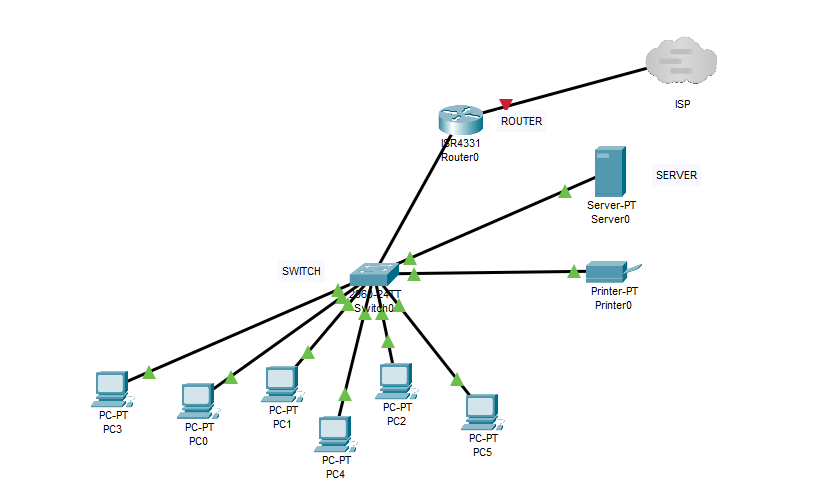 ISP
ROUTER
ISR4331
Router0
SERVER
Server-PT
Server0
SWITCH
2960-24TT
Switch0
Printer-PT
Printer0
PC-PT
PC3
PC-PT
PC0
PC-PT
PC1
PC-PT
PC4
PC-PT
PC2
PC-PT
PC5